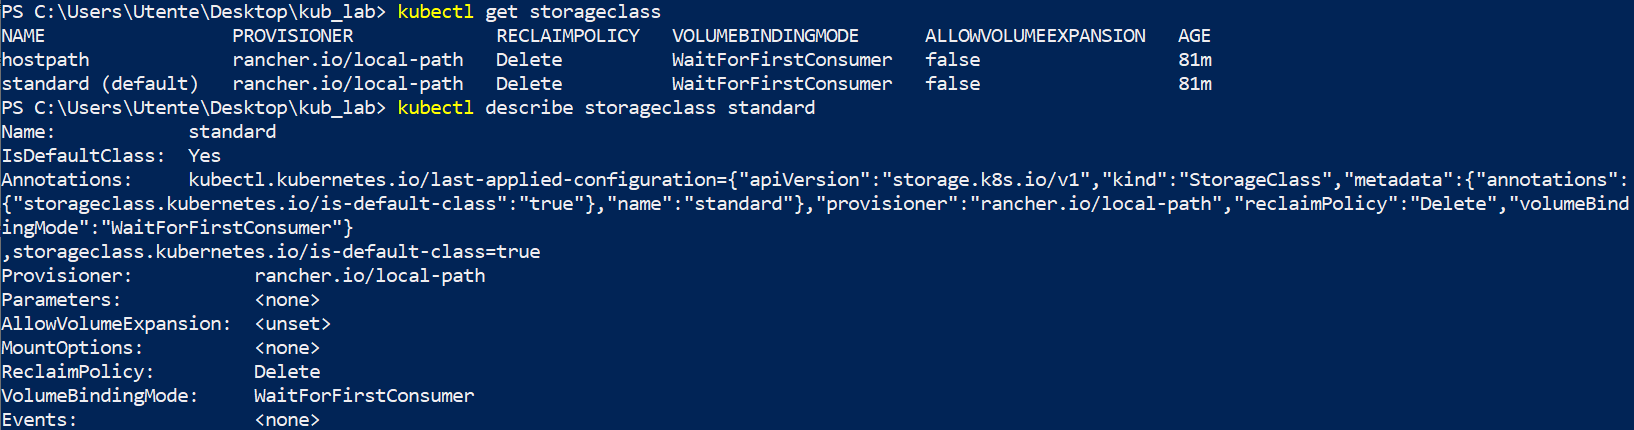 PS C:\Users\Utente\Desktop\kub_lab> kubectl get storageclass
NAME                 PROVISIONER             RECLAIMPOLICY   VOLUMEBINDINGMODE      ALLOWVOLUMEEXPANSION   AGE
hostpath             rancher.io/local-path   Delete          WaitForFirstConsumer   false                  81m
standard (default)   rancher.io/local-path   Delete          WaitForFirstConsumer   false                  81m
PS C:\Users\Utente\Desktop\kub_lab> kubectl describe storageclass standard
Name:            standard
IsDefaultClass:  Yes
Annotations:     kubectl.kubernetes.io/last-applied-configuration={"apiVersion":"storage.k8s.io/v1","kind":"StorageClass","metadata":{"annotations":
{"storageclass.kubernetes.io/is-default-class":"true"},"name":"standard"},"provisioner":"rancher.io/local-path","reclaimPolicy":"Delete","volumeBind
ingMode":"WaitForFirstConsumer"}
,storageclass.kubernetes.io/is-default-class=true
Provisioner:           rancher.io/local-path
Parameters:            <none>
AllowVolumeExpansion:  <unset>
MountOptions:          <none>
ReclaimPolicy:         Delete
VolumeBindingMode:     WaitForFirstConsumer
Events:                <none>